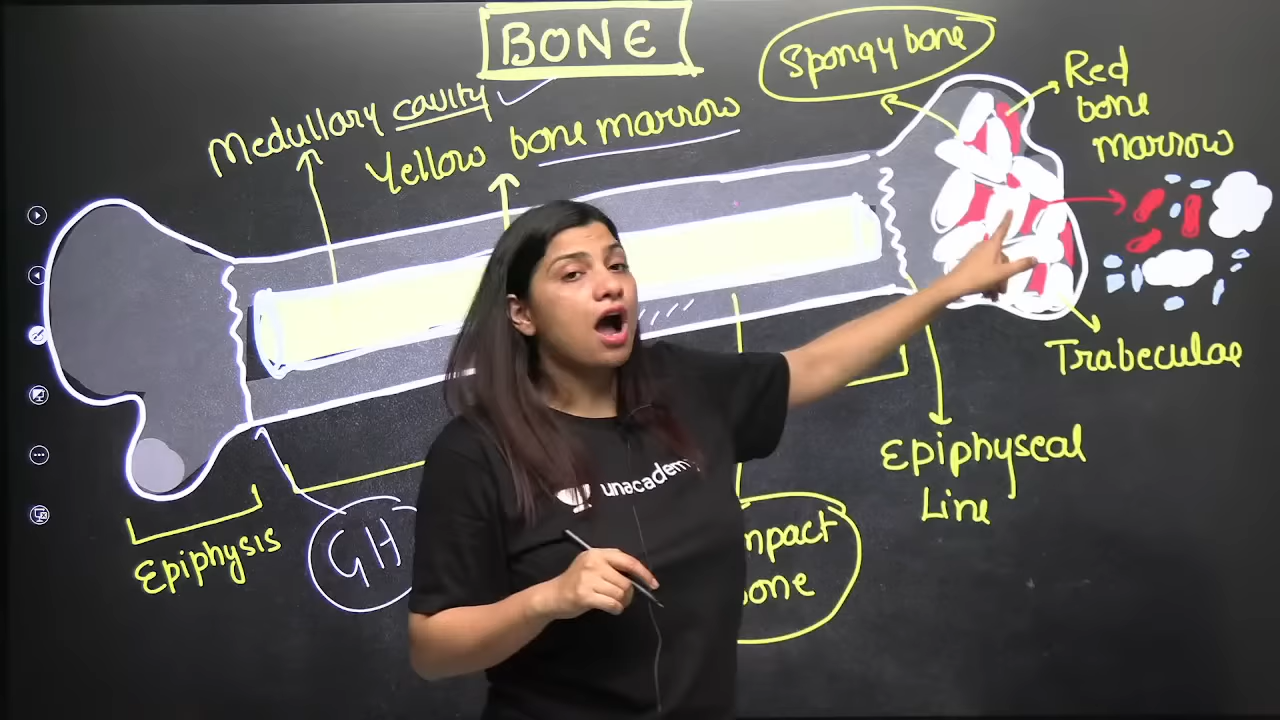 BONE
Spongy bone
Medullary cavity
Yellow bone marrow
Red
bone
marrow
Trabeculae
Epiphyseal
Line
Epiphysis
GH
unacademy